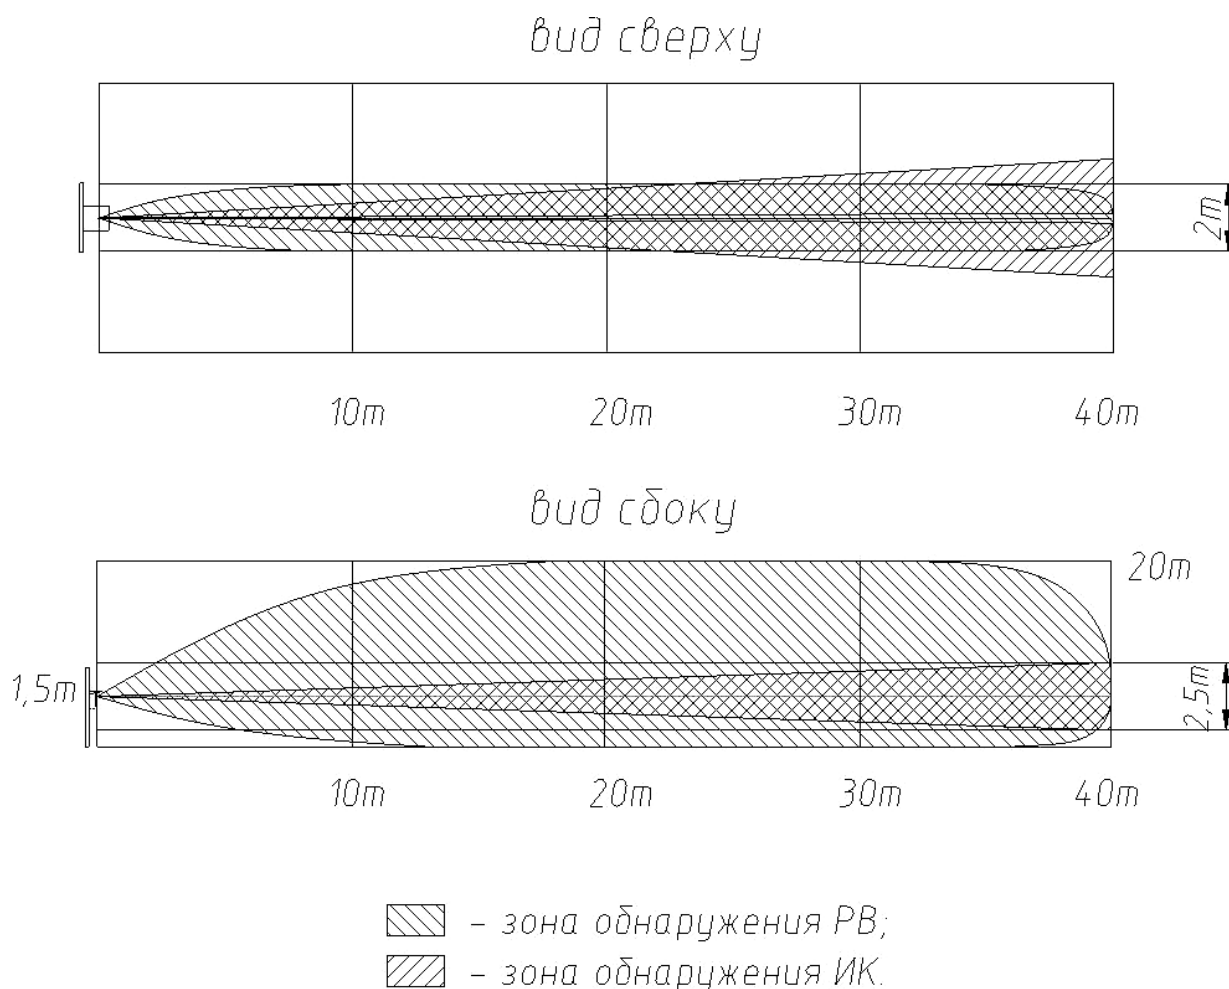 вид сверху
2m
10m 20m 30m 40m
вид сбоку
20m
1,5m
2,5m
10m 20m 30m 40m
– зона обнаружения РВ;
– зона обнаружения ИК.